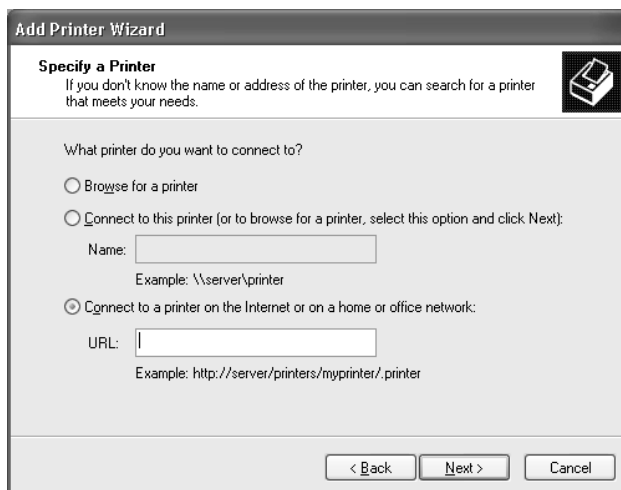 Add Printer Wizard
Specify a Printer
If you don't know the name or address of the printer, you can search for a printer
that meets your needs.
What printer do you want to connect to?
Browse for a printer
Connect to this printer (or to browse for a printer, select this option and click Next):
Name:
Example: \\server\printer
Connect to a printer on the Internet or on a home or office network:
URL:
Example: http://server/printers/myprinter/.printer
< Back Next > Cancel